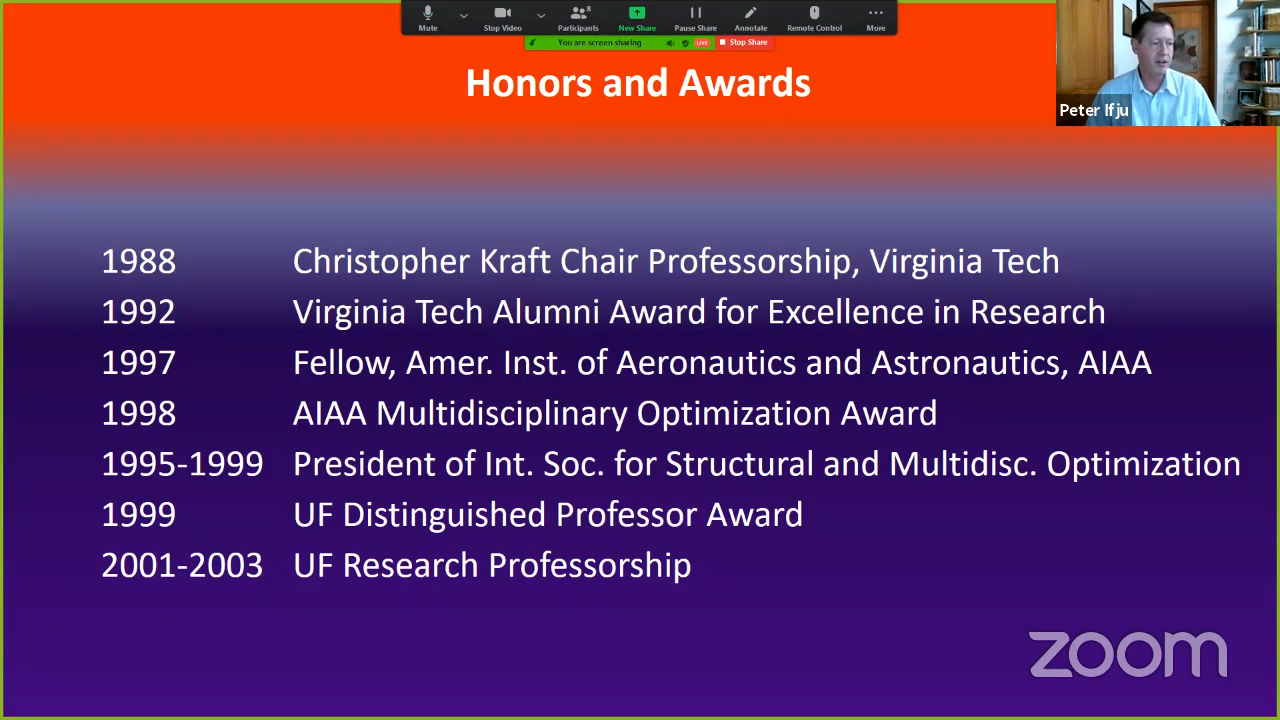 Mute
Stop Video
8
Participants
New Share
Pause Share
Annotate
Remote Control
More
You are screen sharing
LIVE
Stop Share
Honors and Awards
Peter Ifju
1988 Christopher Kraft Chair Professorship, Virginia Tech
1992 Virginia Tech Alumni Award for Excellence in Research
1997 Fellow, Amer. Inst. of Aeronautics and Astronautics, AIAA
1998 AIAA Multidisciplinary Optimization Award
1995-1999 President of Int. Soc. for Structural and Multidisc. Optimization
1999 UF Distinguished Professor Award
2001-2003 UF Research Professorship
zoom